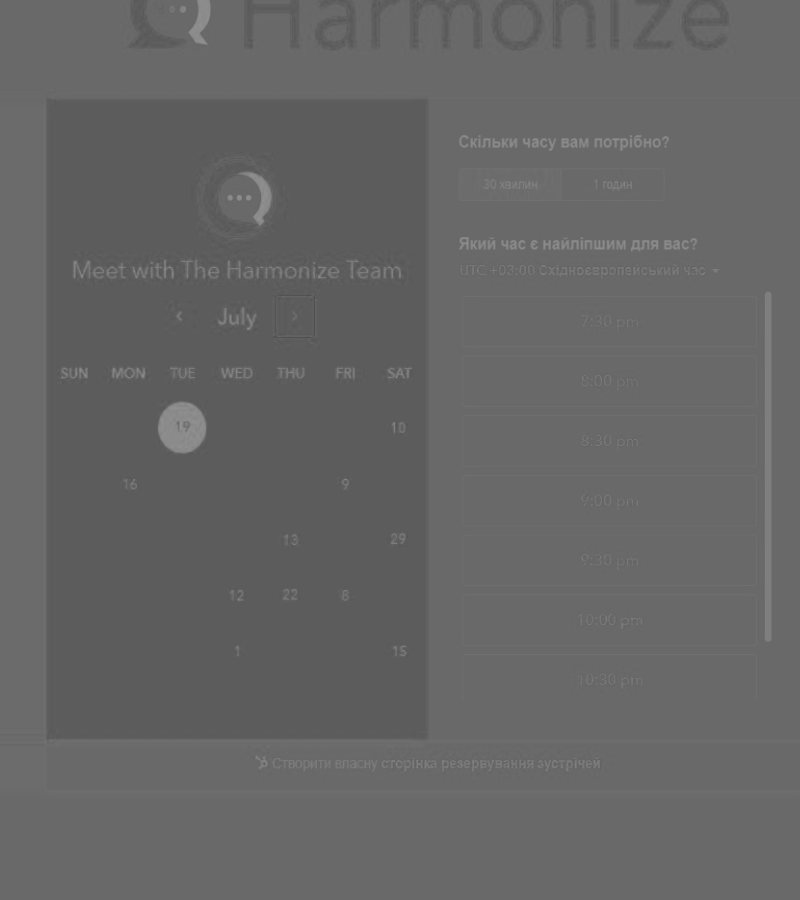 Harmonize
Meet with The Harmonize Team
July
SUN MON TUE WED THU FRI SAT
19 10
16 9
13 29
12 22 8
1 15
Скільки часу вам потрібно?
30 хвилин 1 годин
Який час є найліпшим для вас?
UTC +03:00 Східноєвропейський час
7:30 pm
8:00 pm
8:30 pm
9:00 pm
9:30 pm
10:00 pm
10:30 pm
Створити власну сторінка резервування зустрічей